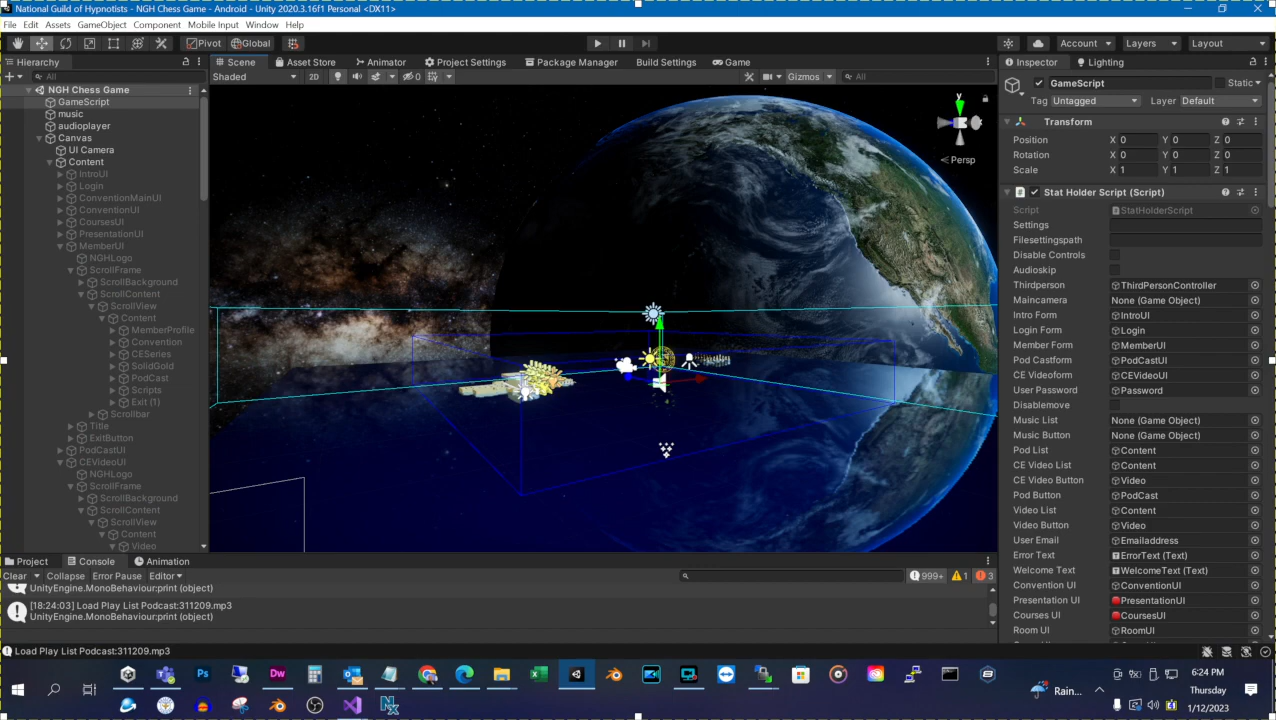 National Guild of Hypnotists - NGH Chess Game - Android - Unity 2020.3.16f1 Personal <DX11>
File Edit Assets GameObject Component Mobile Input Window Help
Pivot Global Account Layers Layout
Hierarchy
All
NGH Chess Game
GameScript
music
audioplayer
Canvas
UI Camera
Content
IntroUI
Login
ConventionMainUI
ConventionUI
CoursesUI
PresentationUI
MemberUI
NGHLogo
ScrollFrame
ScrollBackground
ScrollContent
ScrollView
Content
MemberProfile
Convention
CESeries
SolidGold
PodCast
Scripts
Exit (1)
Scrollbar
Title
ExitButton
PodCastUI
CEVideoUI
NGHLogo
ScrollFrame
ScrollBackground
ScrollContent
ScrollView
Content
Video
Scene Asset Store Animator Project Settings Package Manager Build Settings Game
Shaded 2D 0 Gizmos All
y
Persp
Inspector Lighting
GameScript Static
Tag Untagged Layer Default
Transform
Position X 0 Y 0 Z 0
Rotation X 0 Y 0 Z 0
Scale X 1 Y 1 Z 1
Stat Holder Script (Script)
Script StatHolderScript
Settings
Filesettingspath
Disable Controls
Audioskip
Thirdperson ThirdPersonController
Maincamera None (Game Object)
Intro Form IntroUI
Login Form Login
Member Form MemberUI
Pod Castform PodCastUI
CE Videoform CEVideoUI
User Password Password
Disablemove
Music List None (Game Object)
Music Button None (Game Object)
Pod List Content
CE Video List Content
CE Video Button Video
Pod Button PodCast
Video List Content
Video Button Video
User Email Emailaddress
Error Text ErrorText (Text)
Welcome Text WelcomeText (Text)
Convention UI ConventionUI
Presentation UI PresentationUI
Courses UI CoursesUI
Room UI RoomUI
Project Console Animation
Clear Collapse Error Pause Editor 999+ 1 3
UnityEngine.MonoBehaviour:print (object)
[18:24:03] Load Play List Podcast:311209.mp3
UnityEngine.MonoBehaviour:print (object)
Load Play List Podcast:311209.mp3
Ps Dw
Rain...
6:24 PM
Thursday
1/12/2023